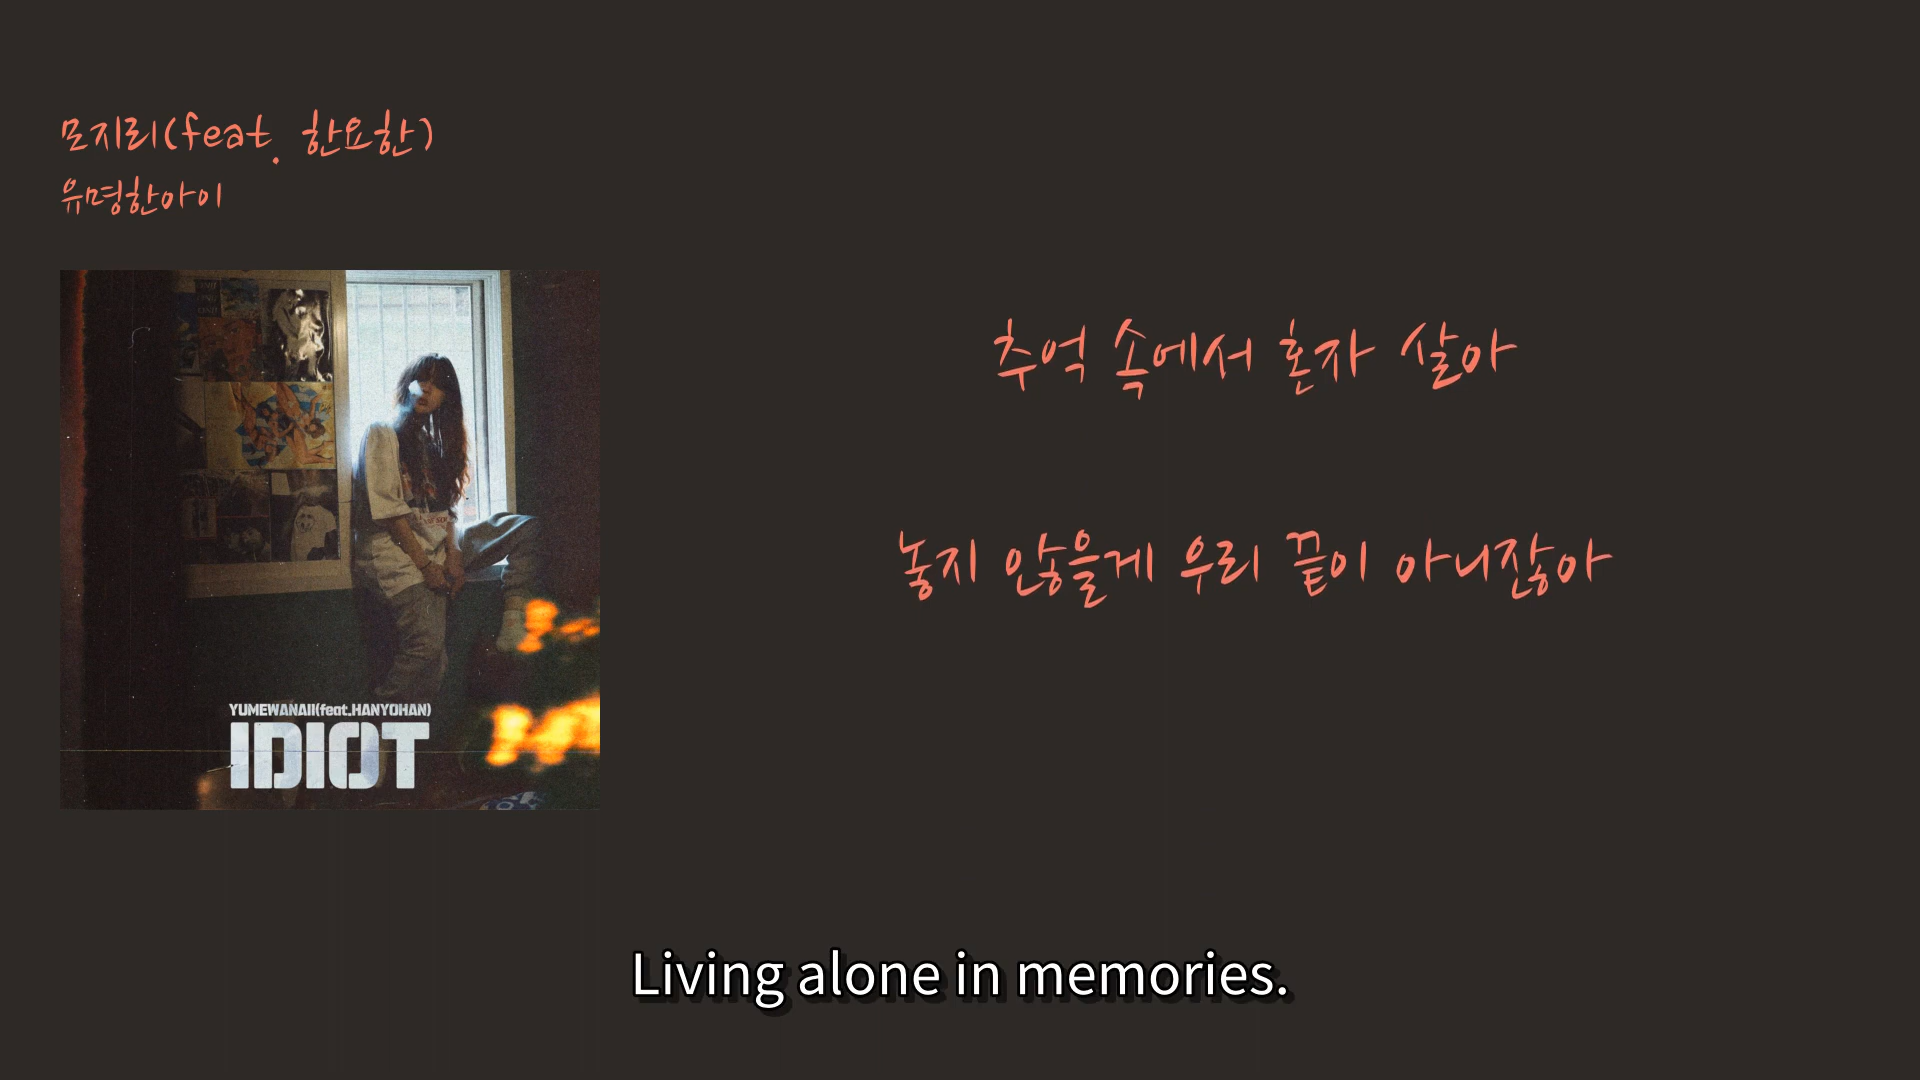 모지리(feat. 한요한)
유명한아이
추억 속에서 혼자 살아
놓지 않을게 우리 끝이 아니잖아
YUMEWANAII(feat.HANYOHAN)
IDIOT
Living alone in memories.